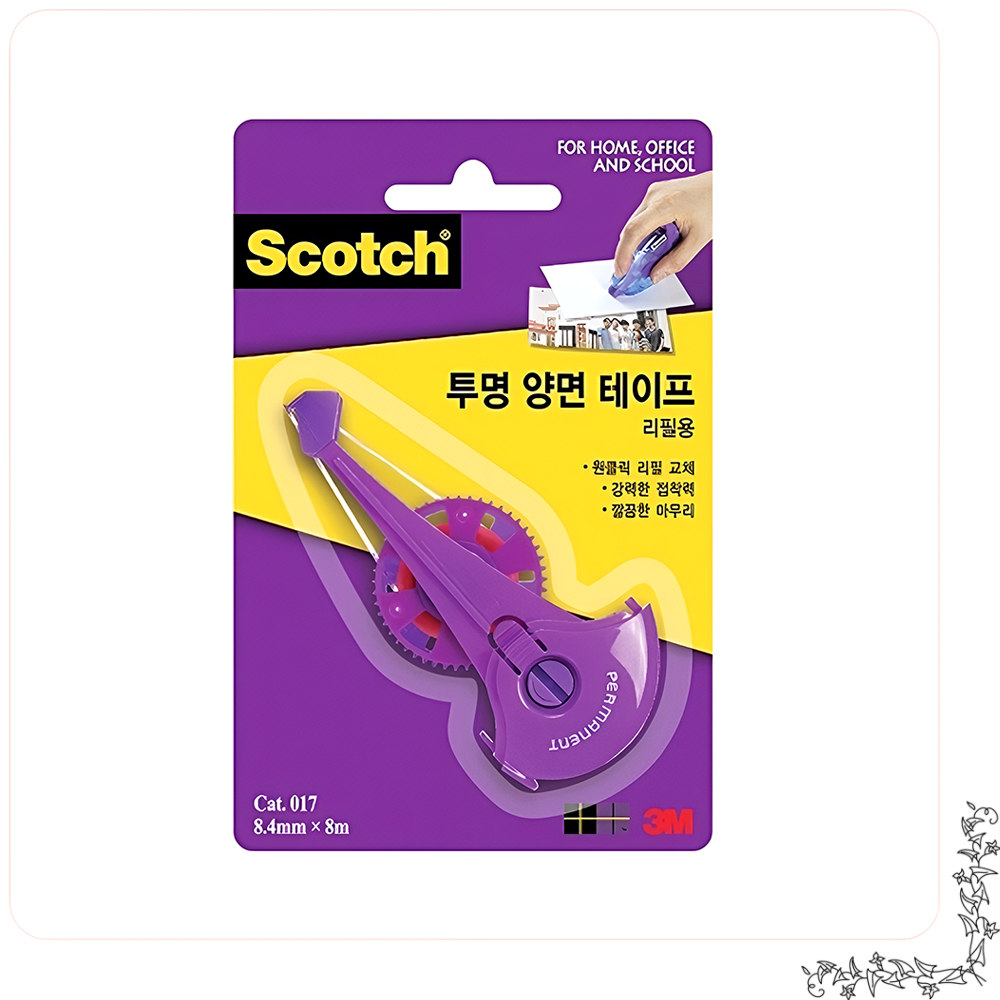 FOR HOME, OFFICE
AND SCHOOL
Scotch®
투명 양면 테이프
리필용
• 원클릭 리필 교체
• 강력한 접착력
• 깔끔한 마무리
PERMANENT
Cat. 017
8.4mm × 8m
3M